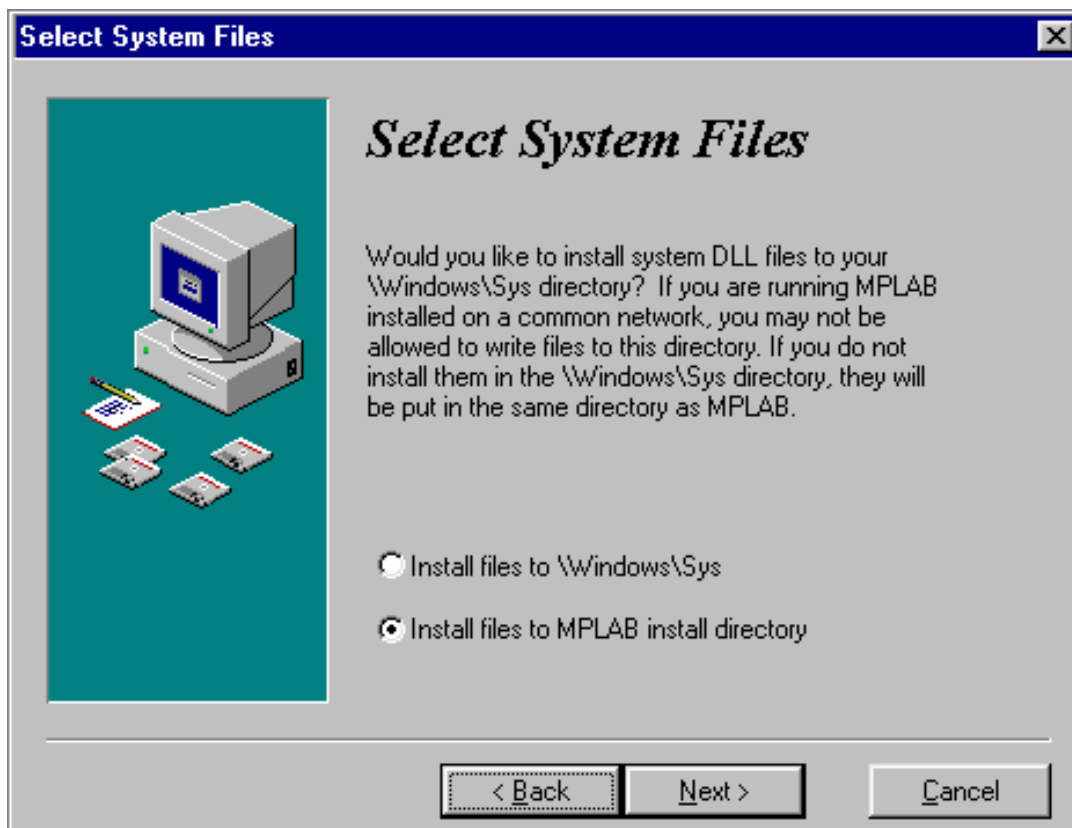 Select System Files
Select System Files
Would you like to install system DLL files to your
\Windows\Sys directory?  If you are running MPLAB
installed on a common network, you may not be
allowed to write files to this directory. If you do not
install them in the \Windows\Sys directory, they will
be put in the same directory as MPLAB.
Install files to \Windows\Sys
Install files to MPLAB install directory
< Back
Next >
Cancel